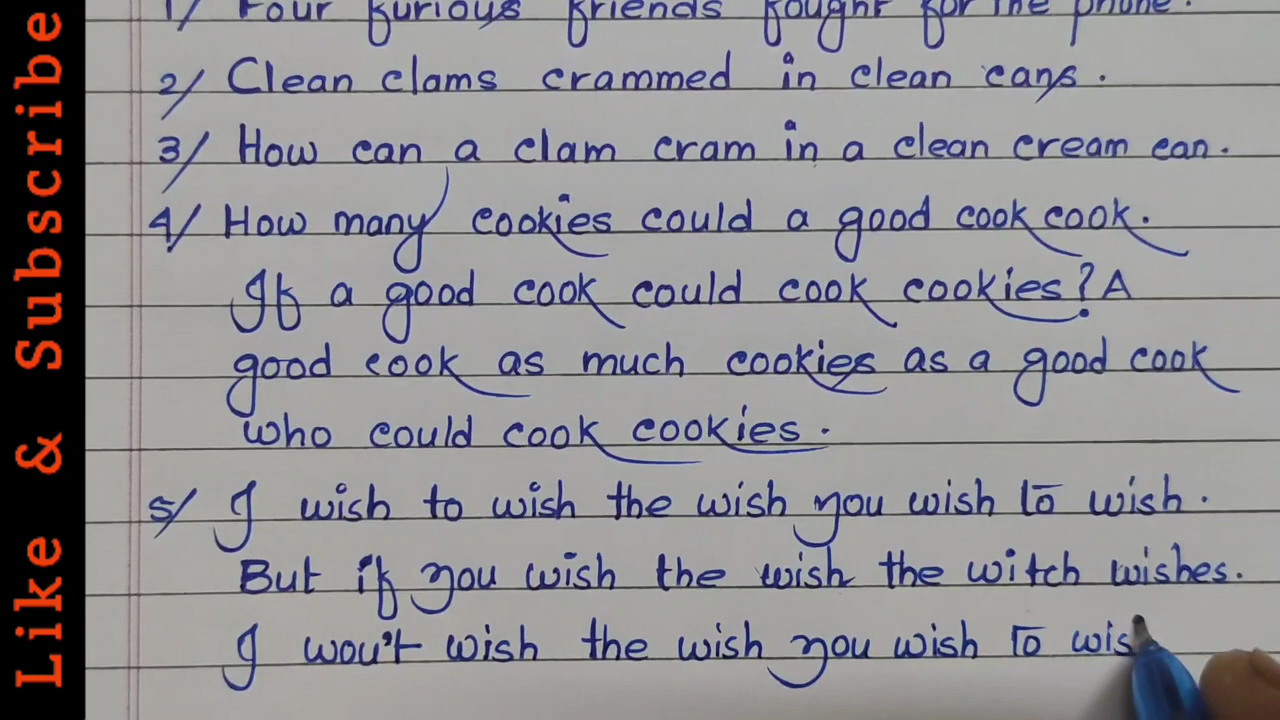 Like & Subscribe
1/ Four furious friends fought for the phone.
2/ Clean clams crammed in clean cans.
3/ How can a clam cram in a clean cream can.
4/ How many cookies could a good cook cook.
If a good cook could cook cookies? A
good cook as much cookies as a good cook
who could cook cookies.
5/ I wish to wish the wish you wish to wish.
But if you wish the wish the witch wishes.
I won't wish the wish you wish to wis